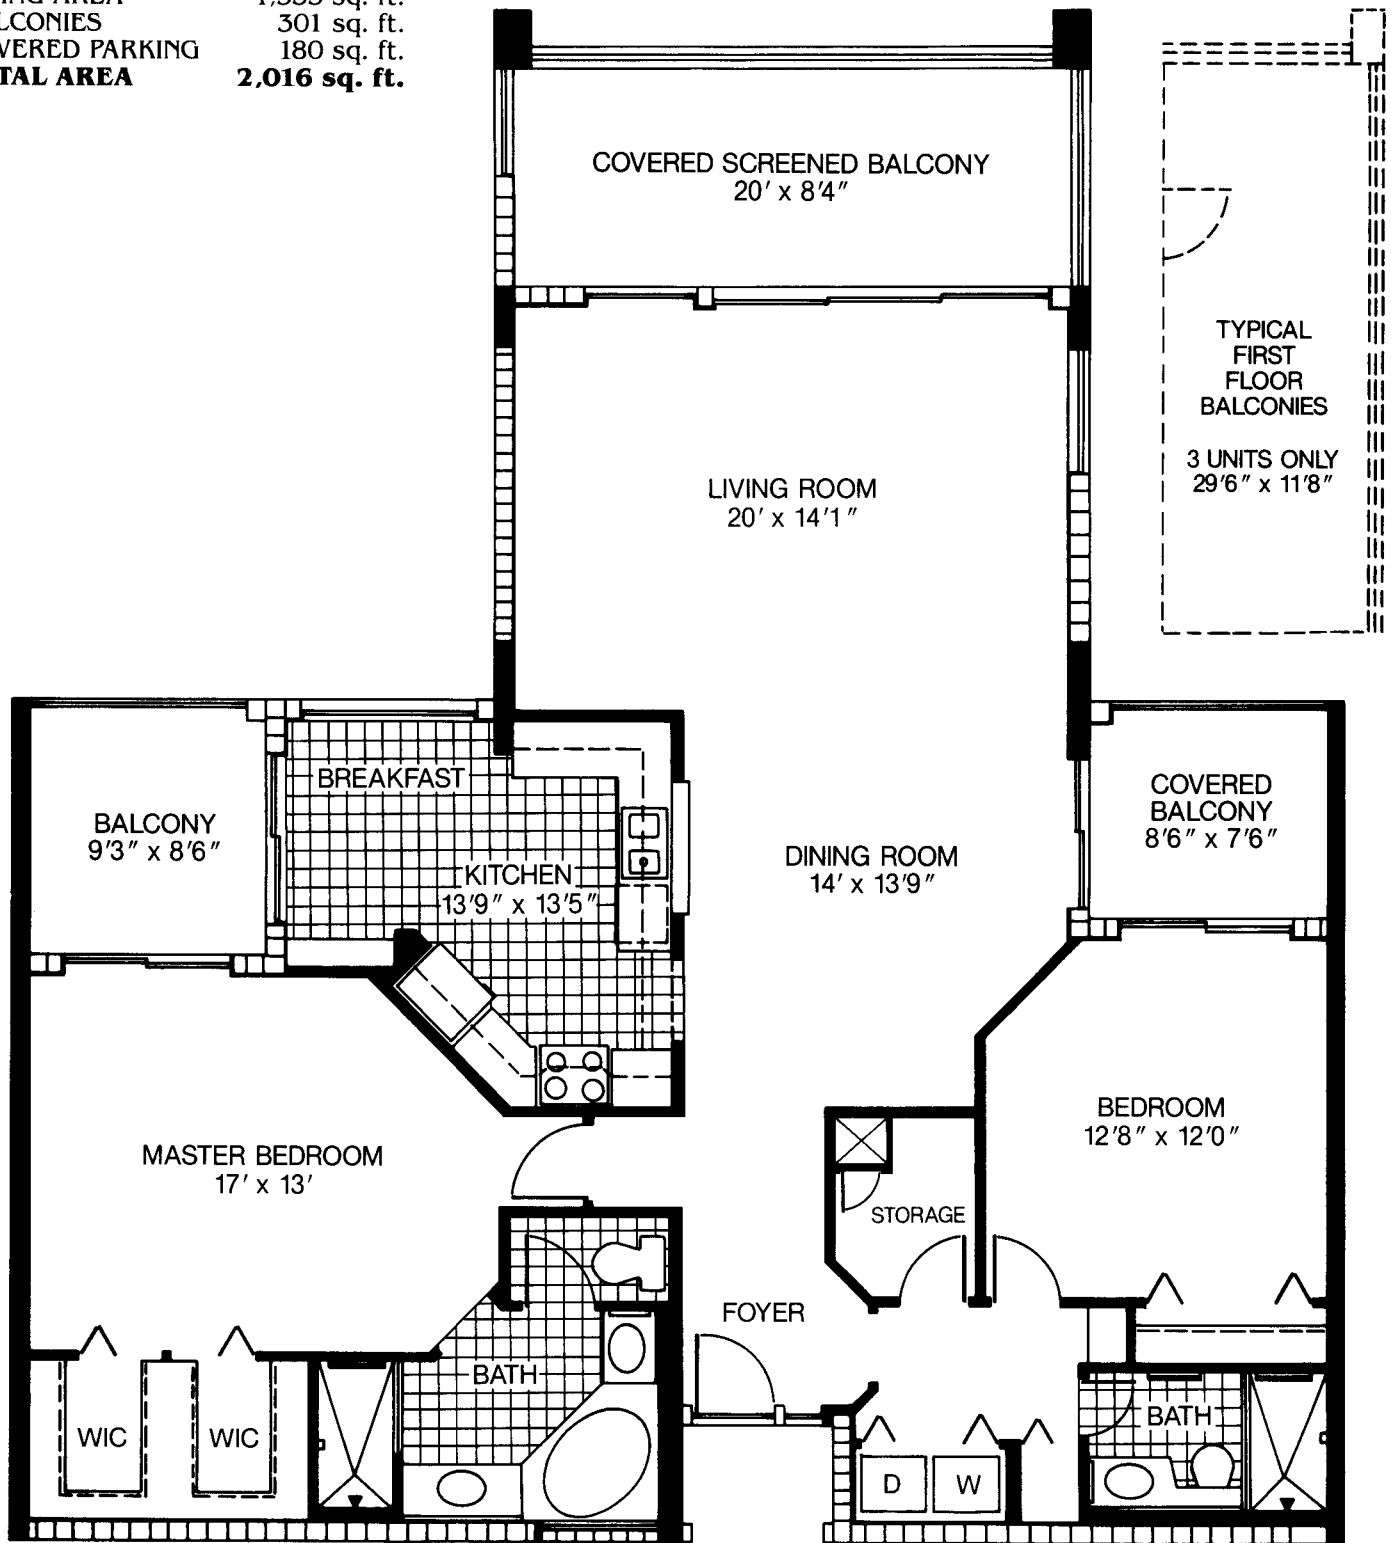 301 sq. ft.
PARKING 180 sq. ft.
AREA 2,016 sq. ft.
COVERED SCREENED BALCONY
20' x 8'4"
TYPICAL
FIRST
FLOOR
BALCONIES
3 UNITS ONLY
29'6" x 11'8"
LIVING ROOM
20' x 14'1"
BREAKFAST
BALCONY
9'3" x 8'6"
KITCHEN
13'9" x 13'5"
DINING ROOM
14' x 13'9"
COVERED
BALCONY
8'6" x 7'6"
MASTER BEDROOM
17' x 13'
BEDROOM
12'8" x 12'0"
STORAGE
FOYER
BATH
WIC
WIC
D
W
BATH